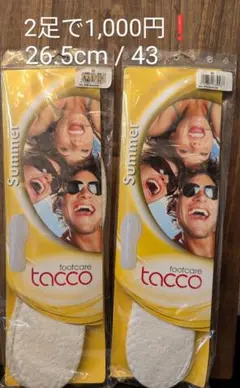 2足で1,000円❗
26.5cm / 43
Summer
footcare
tacco
Summer
footcare
tacco